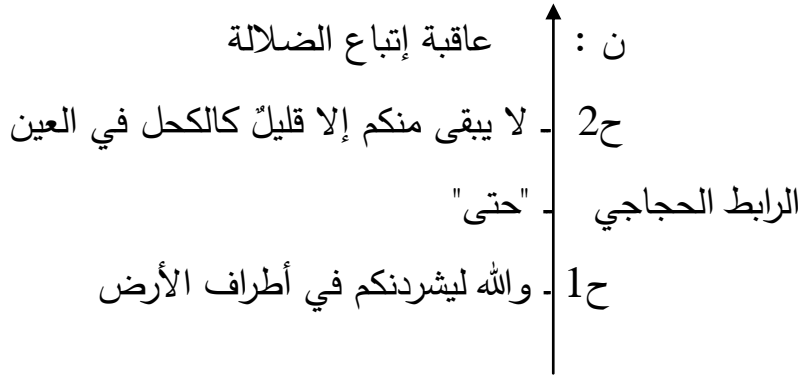 ن : عاقبة إتباع الضلالة
ح2 ـ لا يبقى منكم إلا قليلٌ كالكحل في العين
الرابط الحجاجي ـ "حتى"
ح1 ـ والله ليشردنكم في أطراف الأرض